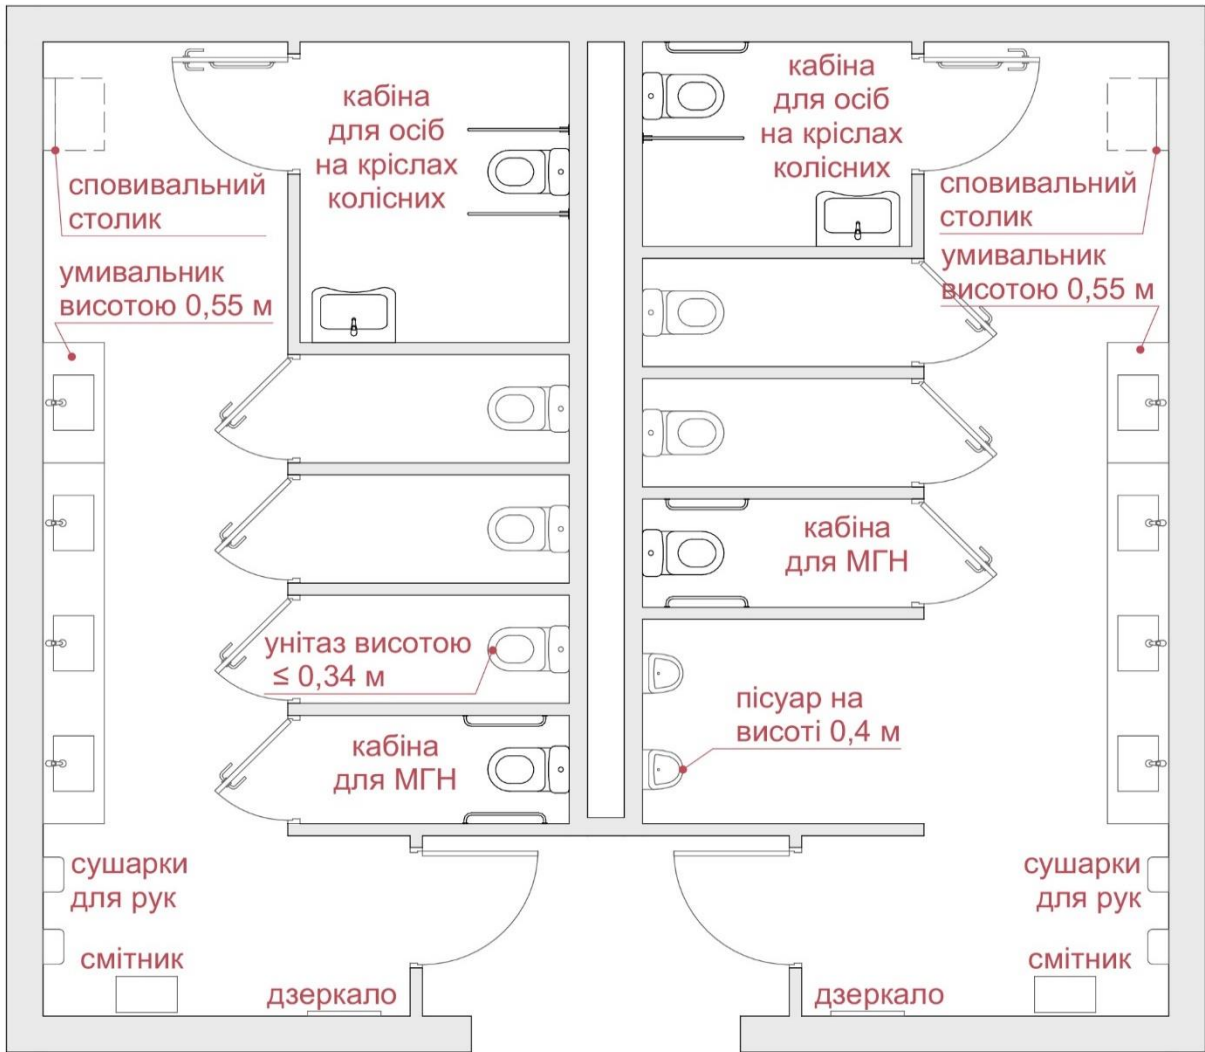 кабіна
для осіб
на кріслах
колісних
кабіна
для осіб
на кріслах
колісних
сповивальний
столик
сповивальний
столик
умивальник
висотою 0,55 м
умивальник
висотою 0,55 м
кабіна
для МГН
унітаз висотою
≤ 0,34 м
пісуар на
висоті 0,4 м
кабіна
для МГН
сушарки
для рук
сушарки
для рук
смітник
смітник
дзеркало
дзеркало